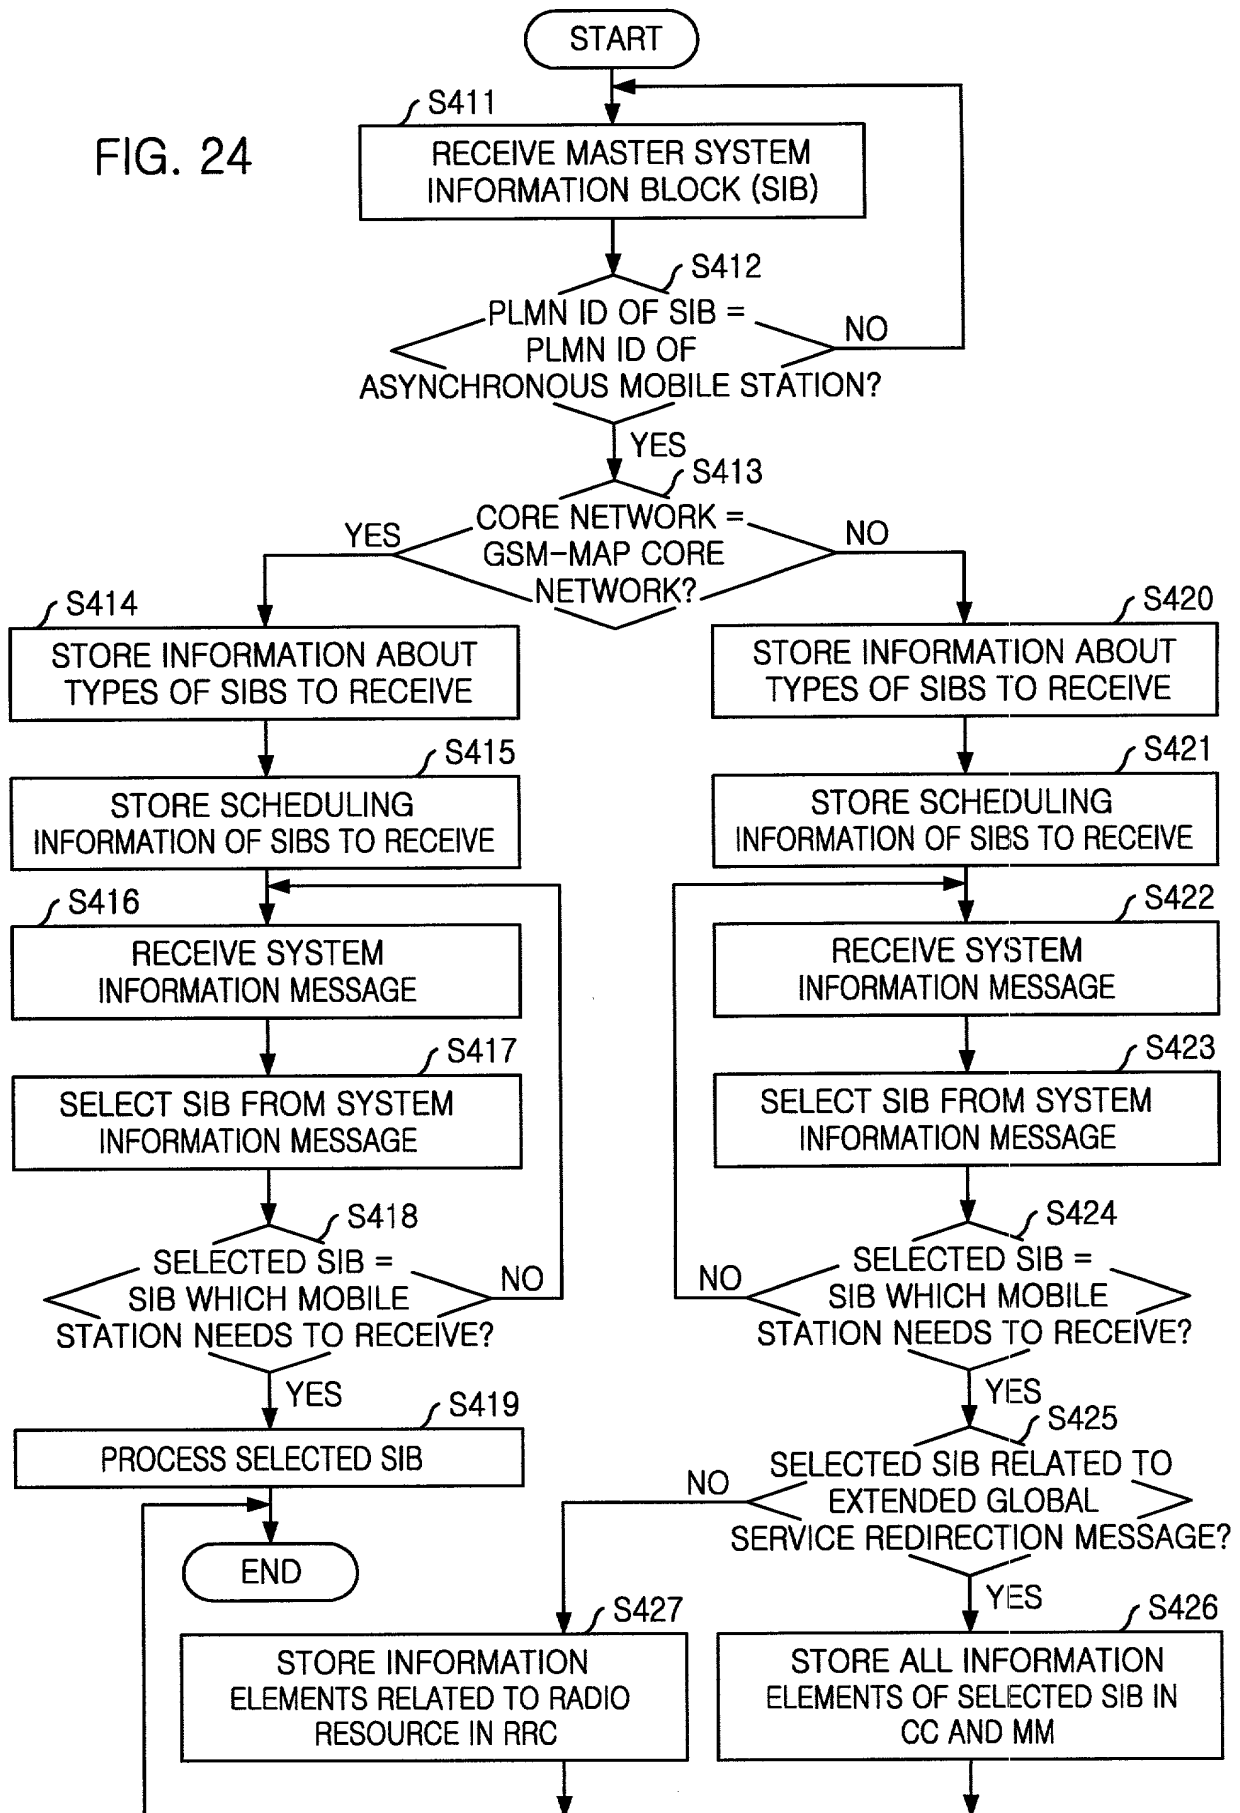 START
FIG. 24
S411
RECEIVE MASTER SYSTEM
INFORMATION BLOCK (SIB)
S412
PLMN ID OF SIB =
PLMN ID OF
ASYNCHRONOUS MOBILE STATION?
NO
YES
S413
CORE NETWORK =
GSM-MAP CORE
NETWORK?
YES
NO
S414
STORE INFORMATION ABOUT
TYPES OF SIBS TO RECEIVE
S415
STORE SCHEDULING
INFORMATION OF SIBS TO RECEIVE
S416
RECEIVE SYSTEM
INFORMATION MESSAGE
S417
SELECT SIB FROM SYSTEM
INFORMATION MESSAGE
S418
SELECTED SIB =
SIB WHICH MOBILE
STATION NEEDS TO RECEIVE?
NO
YES
S419
PROCESS SELECTED SIB
END
S420
STORE INFORMATION ABOUT
TYPES OF SIBS TO RECEIVE
S421
STORE SCHEDULING
INFORMATION OF SIBS TO RECEIVE
S422
RECEIVE SYSTEM
INFORMATION MESSAGE
S423
SELECT SIB FROM SYSTEM
INFORMATION MESSAGE
S424
SELECTED SIB =
SIB WHICH MOBILE
STATION NEEDS TO RECEIVE?
NO
YES
S425
SELECTED SIB RELATED TO
EXTENDED GLOBAL
SERVICE REDIRECTION MESSAGE?
NO
YES
S427
STORE INFORMATION
ELEMENTS RELATED TO RADIO
RESOURCE IN RRC
S426
STORE ALL INFORMATION
ELEMENTS OF SELECTED SIB IN
CC AND MM